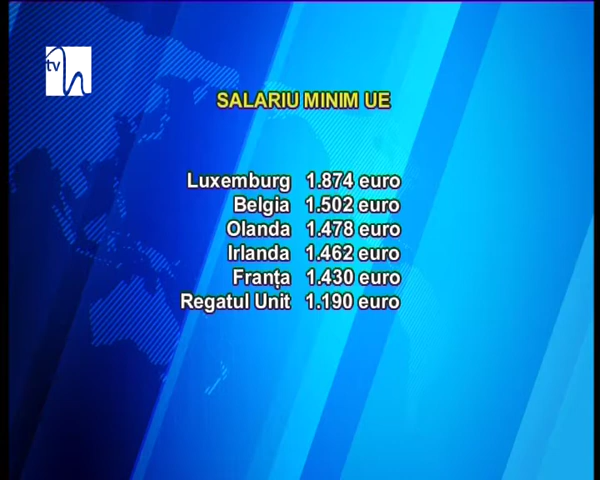 tv h
SALARIU MINIM UE
Luxemburg 1.874 euro
Belgia 1.502 euro
Olanda 1.478 euro
Irlanda 1.462 euro
Franța 1.430 euro
Regatul Unit 1.190 euro